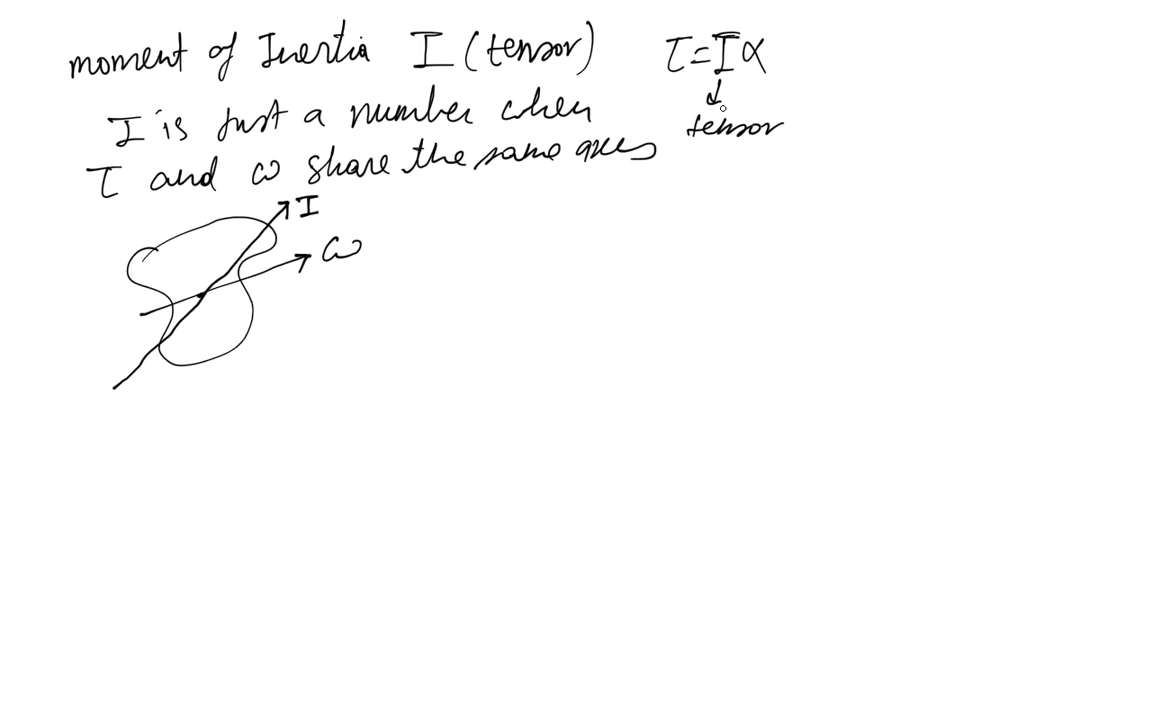 moment of Inertia I (tensor) τ=Iα
↓
tensor
I is just a number when
τ and ω share the same axes
I
ω